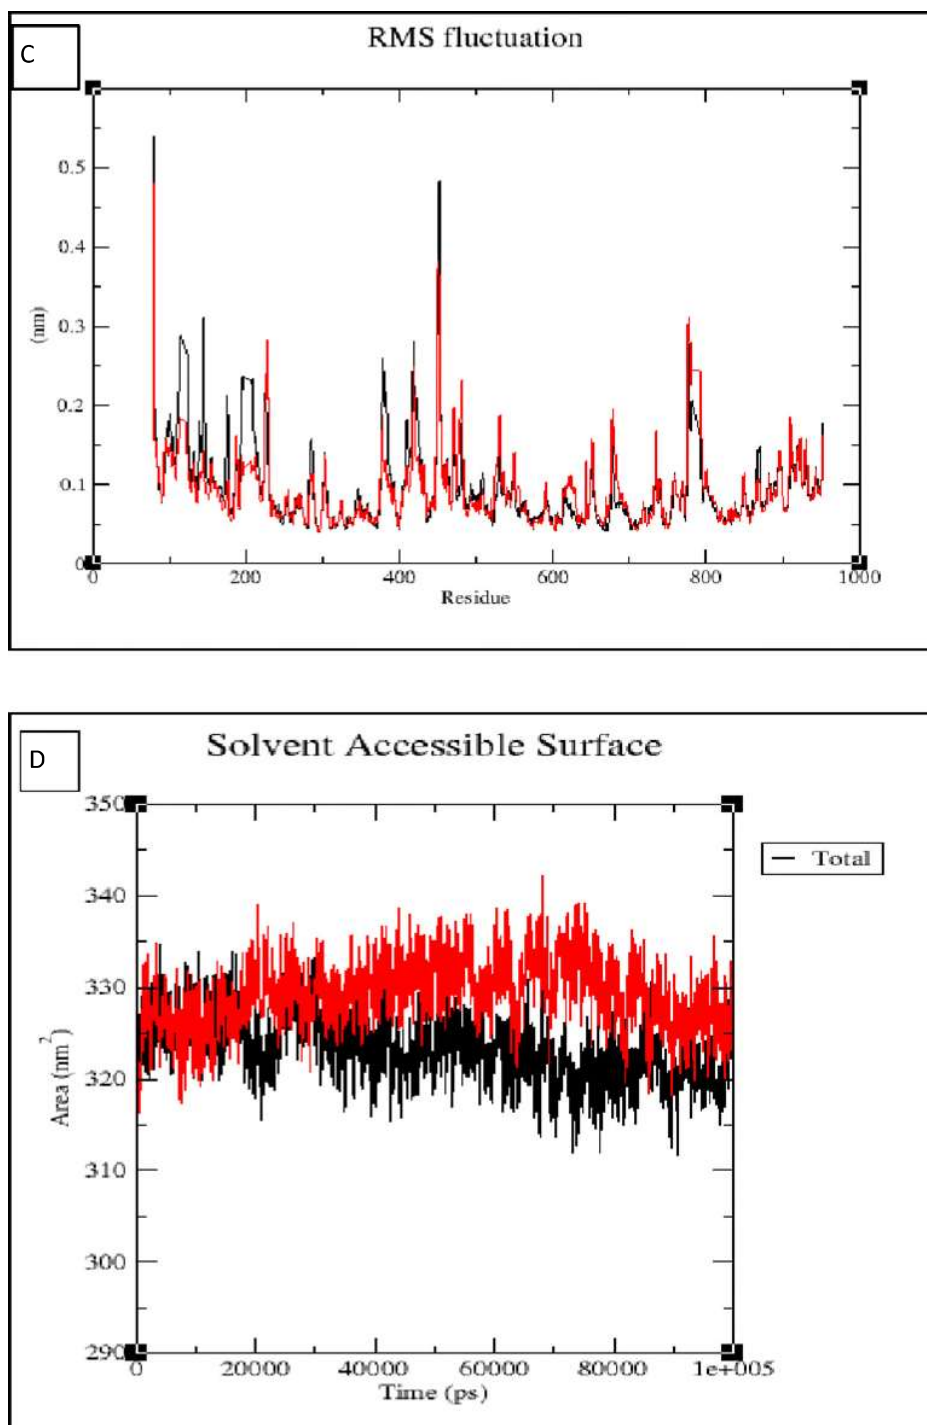 C
RMS fluctuation
0.5
0.4
0.3
0.2
0.1
0
(nm)
0 200 400 600 800 1000
Residue
D
Solvent Accessible Surface
350
340
330
320
310
300
290
Area (nm²)
Total
0 20000 40000 60000 80000 1e+005
Time (ps)